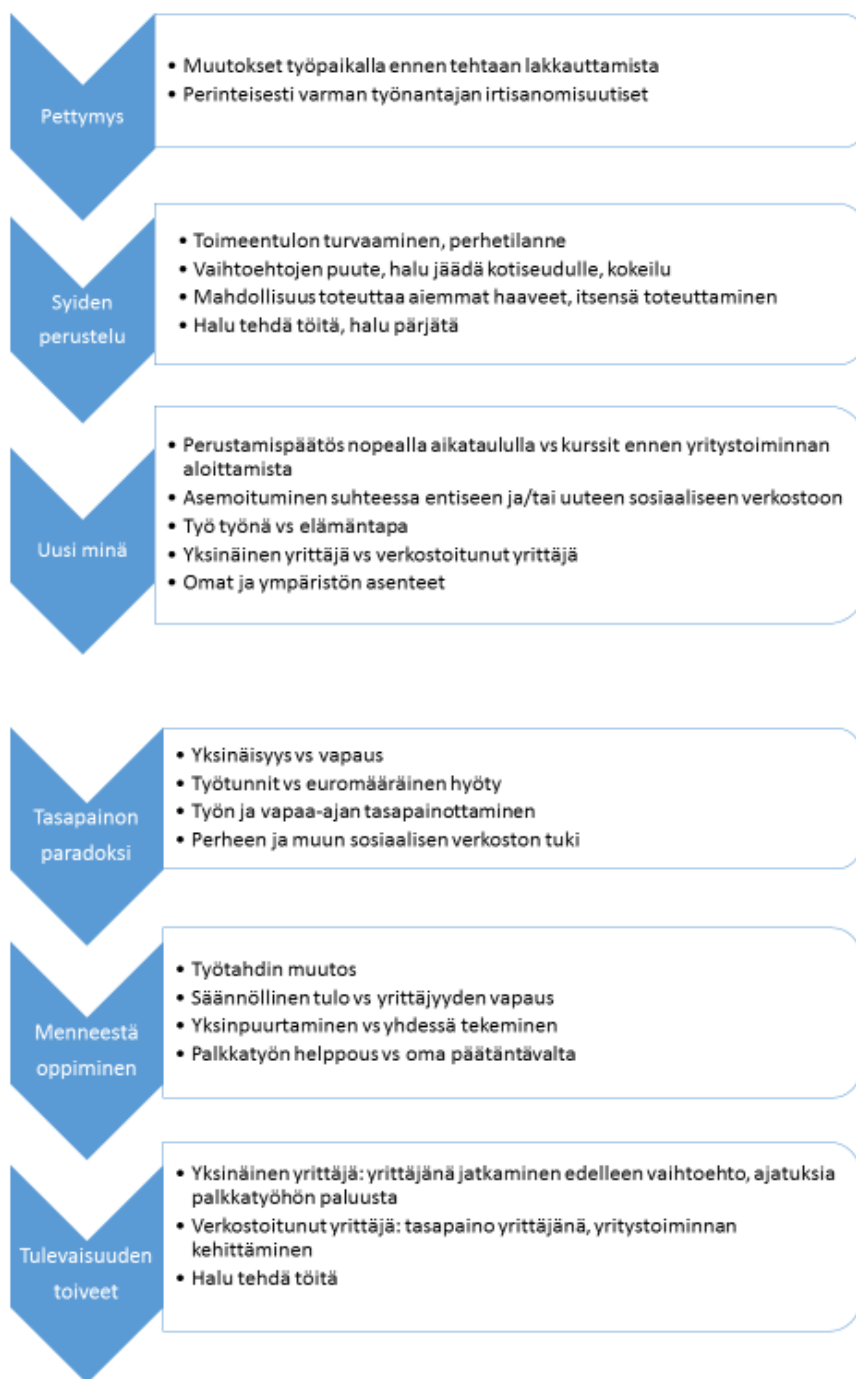 Pettymys
• Muutokset työpaikalla ennen tehtaan lakkauttamista
• Perinteisesti varman työnantajan irtisanomisuutiset
Syiden
perustelu
• Toimeentulon turvaaminen, perhetilanne
• Vaihtoehtojen puute, halu jäädä kotiseudulle, kokeilu
• Mahdollisuus toteuttaa aiemmat haaveet, itsensä toteuttaminen
• Halu tehdä töitä, halu pärjätä
Uusi minä
• Perustamispäätös nopealla aikataululla vs kurssit ennen yritystoiminnan
aloittamista
• Asemoituminen suhteessa entiseen ja/tai uuteen sosiaaliseen verkostoon
• Työ työnä vs elämäntapa
• Yksinäinen yrittäjä vs verkostoitunut yrittäjä
• Omat ja ympäristön asenteet
Tasapainon
paradoksi
• Yksinäisyys vs vapaus
• Työtunnit vs euromääräinen hyöty
• Työn ja vapaa-ajan tasapainottaminen
• Perheen ja muun sosiaalisen verkoston tuki
Menneestä
oppiminen
• Työtahdin muutos
• Säännöllinen tulo vs yrittäjyyden vapaus
• Yksinpuurtaminen vs yhdessä tekeminen
• Palkkatyön helppous vs oma päätäntävalta
Tulevaisuuden
toiveet
• Yksinäinen yrittäjä: yrittäjänä jatkaminen edelleen vaihtoehto, ajatuksia
palkkatyöhön paluusta
• Verkostoitunut yrittäjä: tasapaino yrittäjänä, yritystoiminnan
kehittäminen
• Halu tehdä töitä